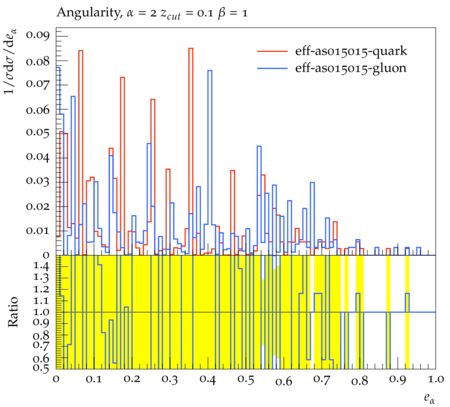 Angularity, α = 2 z_cut = 0.1 β = 1
1/σdσ/de_α
0.09
0.08
0.07
0.06
0.05
0.04
0.03
0.02
0.01
0
eff-as015015-quark
eff-as015015-gluon
Ratio
1.4
1.3
1.2
1.1
1.0
0.9
0.8
0.7
0.6
0.5
0 0.1 0.2 0.3 0.4 0.5 0.6 0.7 0.8 0.9 1.0
e_α